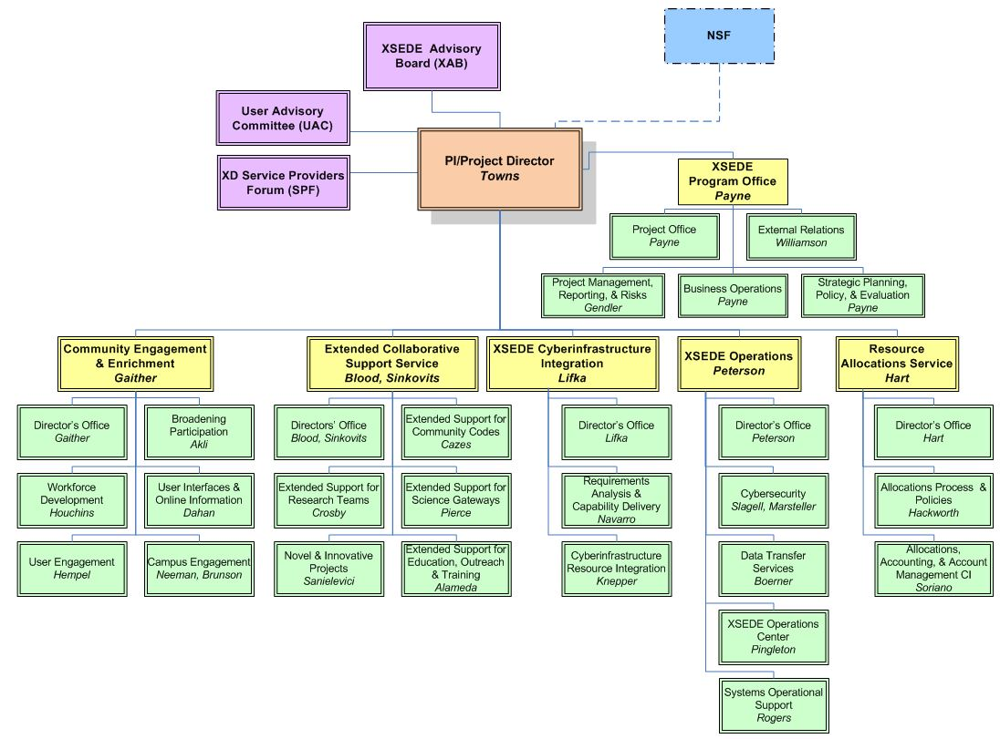 XSEDE Advisory
Board (XAB)
NSF
User Advisory
Committee (UAC)
XD Service Providers
Forum (SPF)
PI/Project Director
Towns
XSEDE
Program Office
Payne
Project Office
Payne
External Relations
Williamson
Project Management,
Reporting, & Risks
Gendler
Business Operations
Payne
Strategic Planning,
Policy, & Evaluation
Payne
Community Engagement
& Enrichment
Gaither
Extended Collaborative
Support Service
Blood, Sinkovits
XSEDE Cyberinfrastructure
Integration
Lifka
XSEDE Operations
Peterson
Resource
Allocations Service
Hart
Director's Office
Gaither
Broadening
Participation
Akli
Workforce
Development
Houchins
User Interfaces &
Online Information
Dahan
User Engagement
Hempel
Campus Engagement
Neeman, Brunson
Directors' Office
Blood, Sinkovits
Extended Support for
Community Codes
Cazes
Extended Support for
Research Teams
Crosby
Extended Support for
Science Gateways
Pierce
Novel & Innovative
Projects
Sanielevici
Extended Support for
Education, Outreach
& Training
Alameda
Director's Office
Lifka
Requirements
Analysis &
Capability Delivery
Navarro
Cyberinfrastructure
Resource Integration
Knepper
Director's Office
Peterson
Cybersecurity
Slagell, Marsteller
Data Transfer
Services
Boerner
XSEDE Operations
Center
Pingleton
Systems Operational
Support
Rogers
Director's Office
Hart
Allocations Process &
Policies
Hackworth
Allocations,
Accounting, & Account
Management CI
Soriano